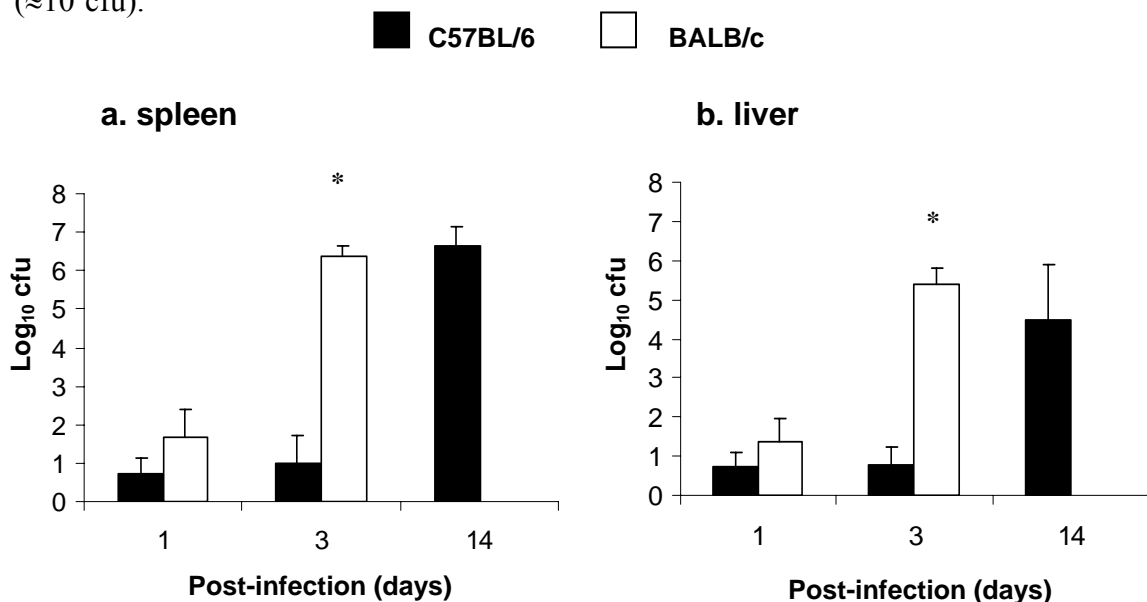 (≈10 cfu).
C57BL/6 BALB/c
a. spleen
b. liver
*
8
7
6
5
4
3
2
1
0
Log₁₀ cfu
1 3 14
Post-infection (days)
*
8
7
6
5
4
3
2
1
0
Log₁₀ cfu
1 3 14
Post-infection (days)